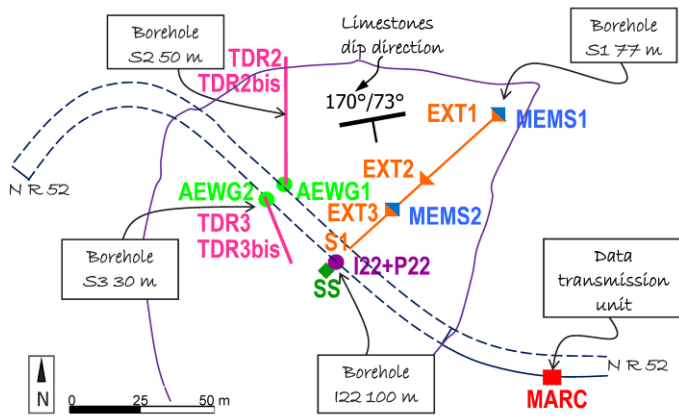 Borehole
S2 50 m
Limestones
dip direction
Borehole
S1 77 m
TDR2
TDR2bis
170°/73°
EXT1
MEMS1
EXT2
N R 52
AEWG2
AEWG1
EXT3
MEMS2
TDR3
TDR3bis
S1
I22+P22
SS
Borehole
S3 30 m
Data
transmission
unit
N R 52
MARC
Borehole
I22 100 m
N
0
25
50 m